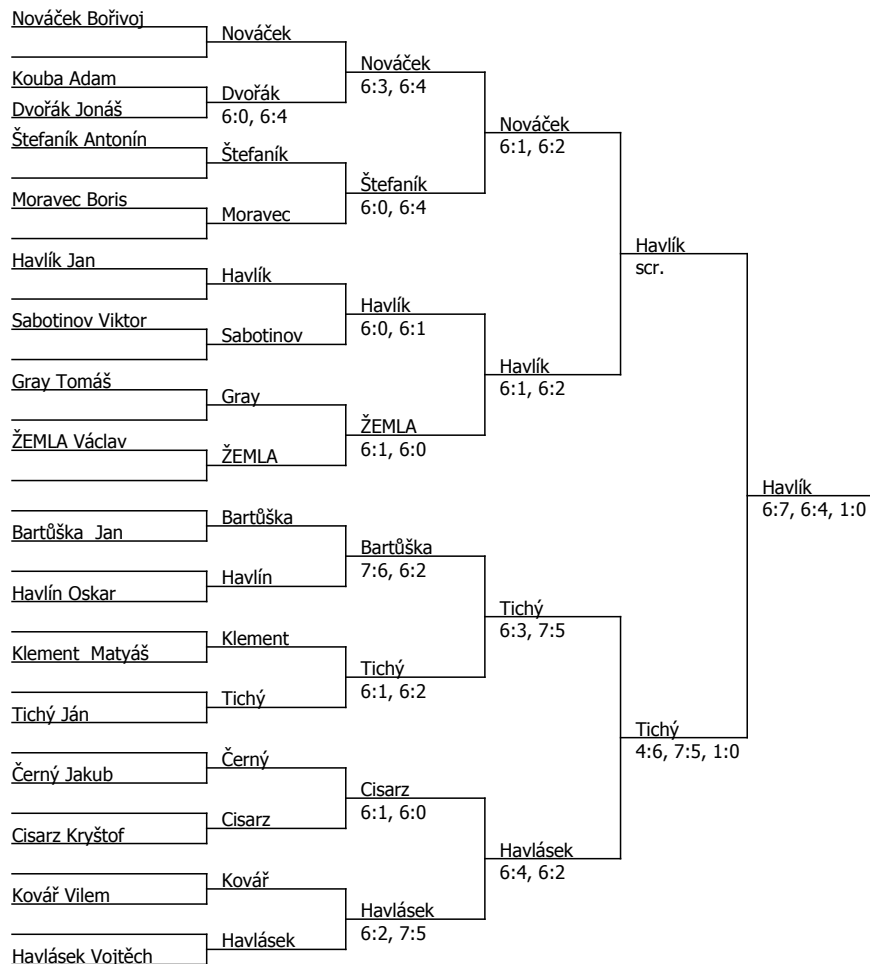 Nováček Bořivoj
Nováček
Nováček
6:3, 6:4
Kouba Adam
Dvořák
6:0, 6:4
Dvořák Jonáš
Nováček
6:1, 6:2
Štefaník Antonín
Štefaník
Štefaník
6:0, 6:4
Moravec Boris
Moravec
Havlík
scr.
Havlík Jan
Havlík
Havlík
6:0, 6:1
Sabotinov Viktor
Sabotinov
Havlík
6:1, 6:2
Gray Tomáš
Gray
ŽEMLA
6:1, 6:0
ŽEMLA Václav
ŽEMLA
Havlík
6:7, 6:4, 1:0
Bartůška
Bartůška  Jan
Bartůška
7:6, 6:2
Havlín
Havlín Oskar
Tichý
6:3, 7:5
Klement
Klement  Matyáš
Tichý
6:1, 6:2
Tichý
Tichý Ján
Tichý
4:6, 7:5, 1:0
Černý
Černý Jakub
Cisarz
6:1, 6:0
Cisarz
Cisarz Kryštof
Havlásek
6:4, 6:2
Kovář
Kovář Vilem
Havlásek
6:2, 7:5
Havlásek
Havlásek Vojtěch